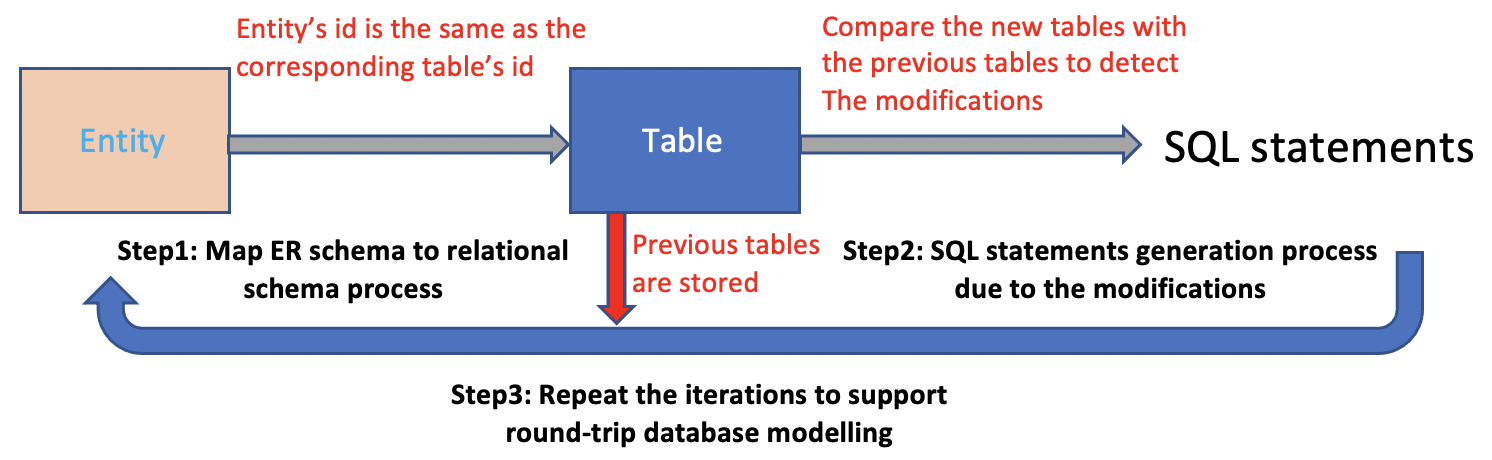 Entity’s id is the same as the
corresponding table’s id
Compare the new tables with
the previous tables to detect
The modifications
Entity
Table
SQL statements
Step1: Map ER schema to relational
schema process
Previous tables
are stored
Step2: SQL statements generation process
due to the modifications
Step3: Repeat the iterations to support
round-trip database modelling